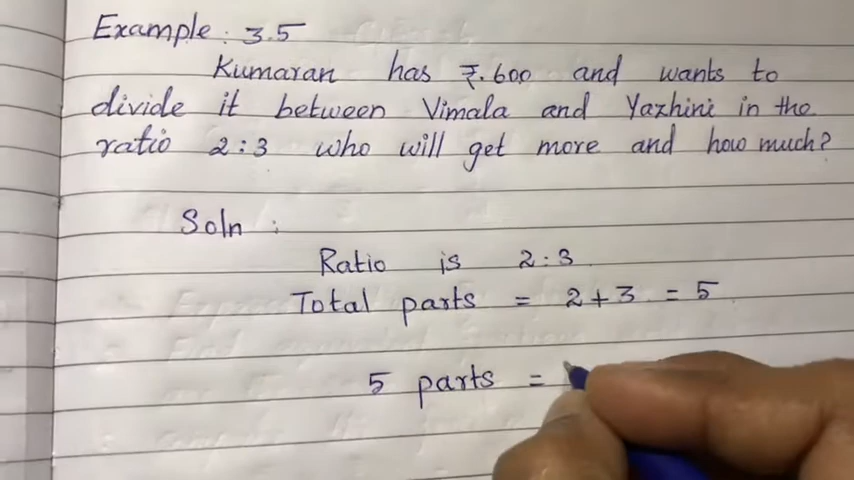 Example: 3.5
Kumaran has ₹.600 and wants to
divide it between Vimala and Yazhini in the
ratio 2:3 who will get more and how much?
Soln :
Ratio is 2:3
Total parts = 2+3 = 5
5 parts =